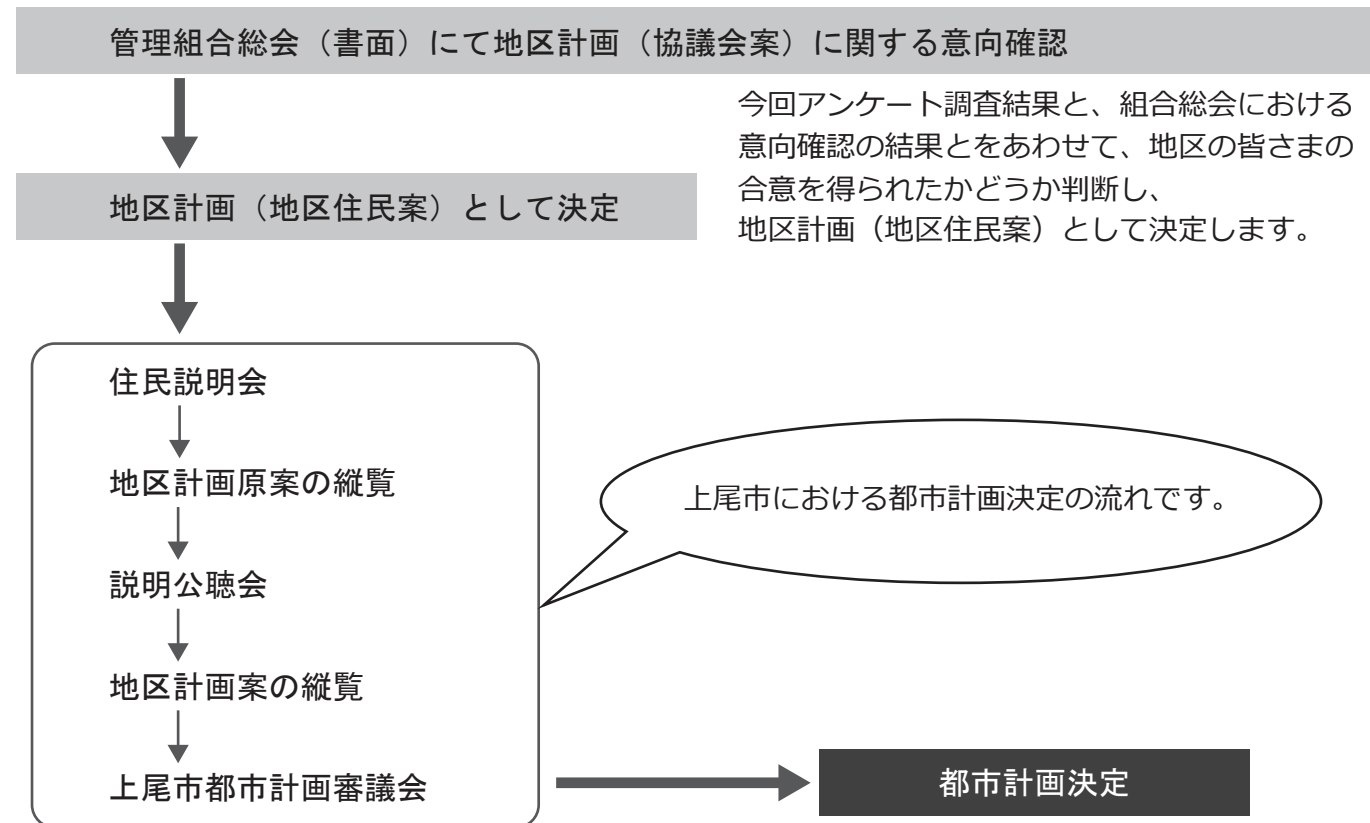 管理組合総会（書面）にて地区計画（協議会案）に関する意向確認
今回アンケート調査結果と、組合総会における
意向確認の結果とをあわせて、地区の皆さまの
合意を得られたかどうか判断し、
地区計画（地区住民案）として決定します。
地区計画（地区住民案）として決定
住民説明会
地区計画原案の縦覧
上尾市における都市計画決定の流れです。
説明公聴会
地区計画案の縦覧
上尾市都市計画審議会
都市計画決定